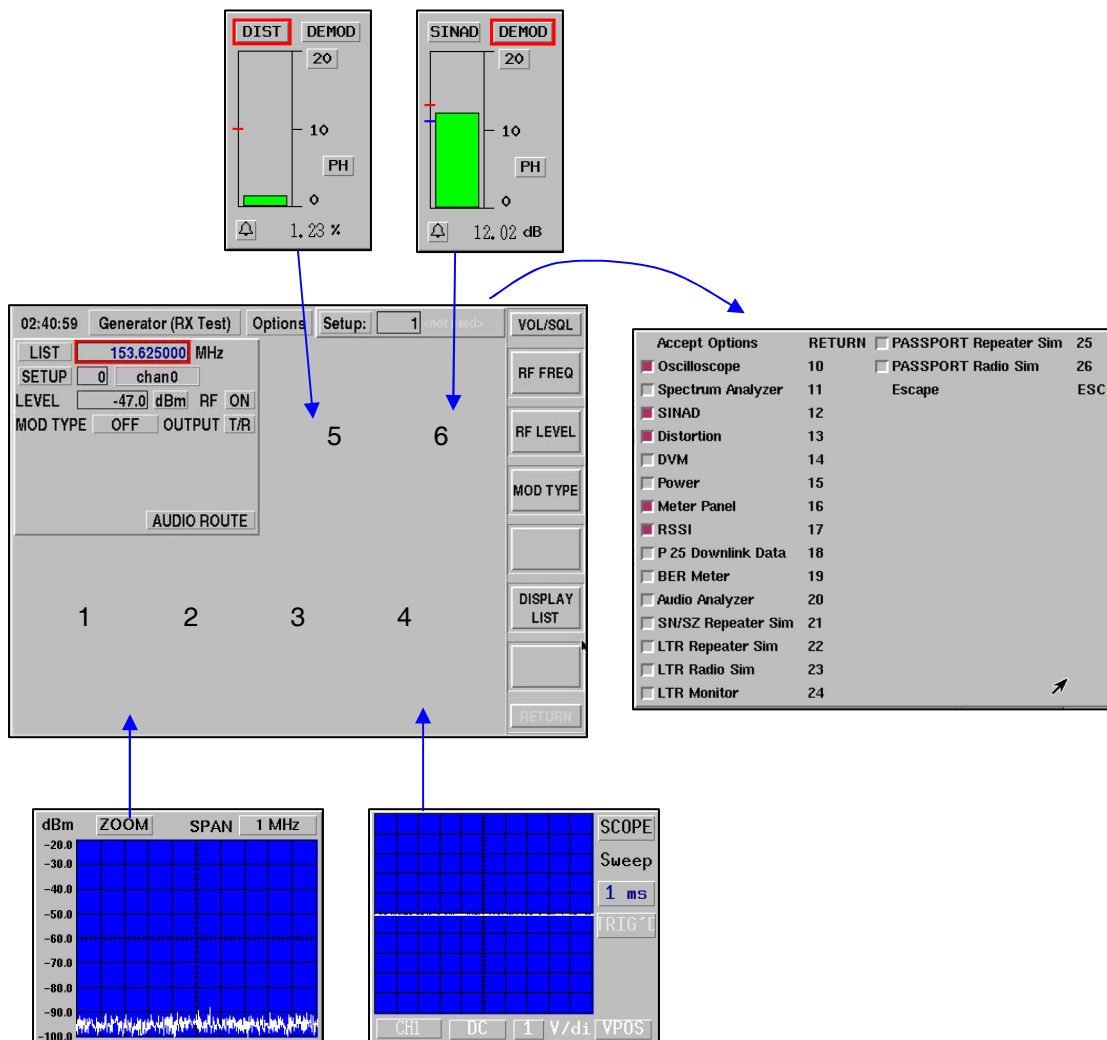 DIST DEMOD
20
10
PH
0
1.23 %
SINAD DEMOD
20
10
PH
0
12.02 dB
02:40:59 Generator (RX Test) Options Setup: 1 <not used> VOL/SQL
LIST 153.625000 MHz
SETUP 0 chan0
LEVEL -47.0 dBm RF ON
MOD TYPE OFF OUTPUT T/R
AUDIO ROUTE
5 6
1 2 3 4
RF FREQ
RF LEVEL
MOD TYPE
DISPLAY
LIST
RETURN
Accept Options RETURN
Oscilloscope 10
Spectrum Analyzer 11
SINAD 12
Distortion 13
DVM 14
Power 15
Meter Panel 16
RSSI 17
P 25 Downlink Data 18
BER Meter 19
Audio Analyzer 20
SN/SZ Repeater Sim 21
LTR Repeater Sim 22
LTR Radio Sim 23
LTR Monitor 24
PASSPORT Repeater Sim 25
PASSPORT Radio Sim 26
Escape ESC
dBm ZOOM SPAN 1 MHz
-20.0
-30.0
-40.0
-50.0
-60.0
-70.0
-80.0
-90.0
-100.0
SCOPE
Sweep
1 ms
TRIG'D
CH1 DC 1 V/di VPOS